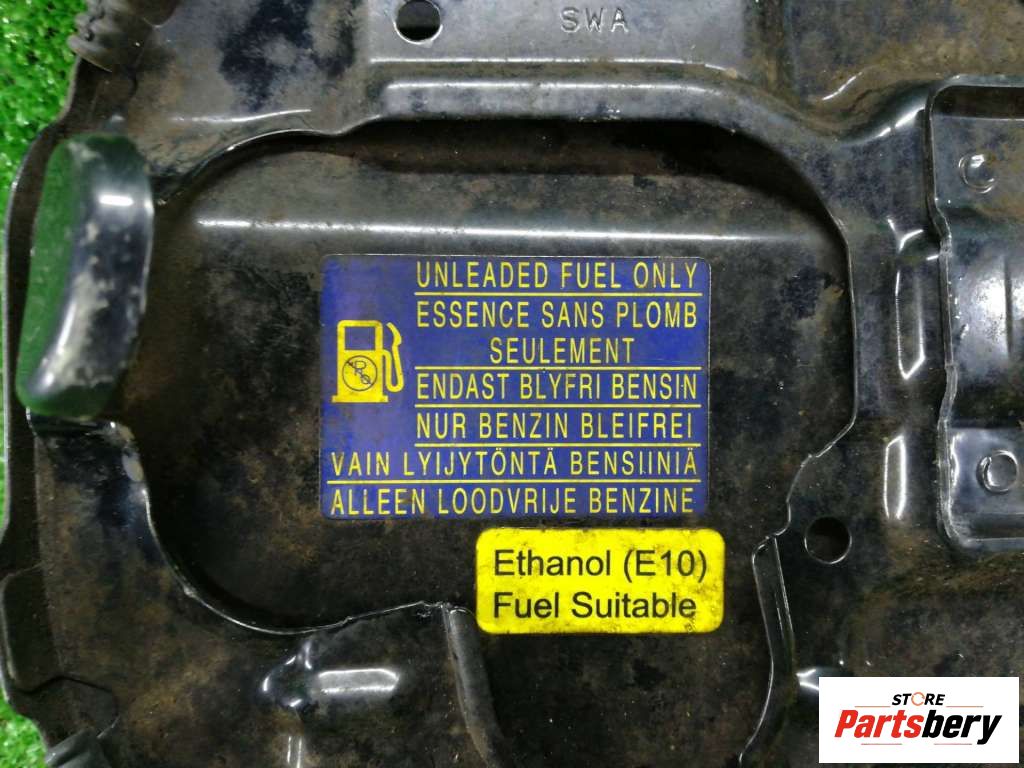 SWA
UNLEADED FUEL ONLY
ESSENCE SANS PLOMB
SEULEMENT
ENDAST BLYFRI BENSIN
NUR BENZIN BLEIFREI
VAIN LYIJYTÖNTÄ BENSIINIÄ
ALLEEN LOODVRIJE BENZINE
Ethanol (E10)
Fuel Suitable
STORE
Partsbery